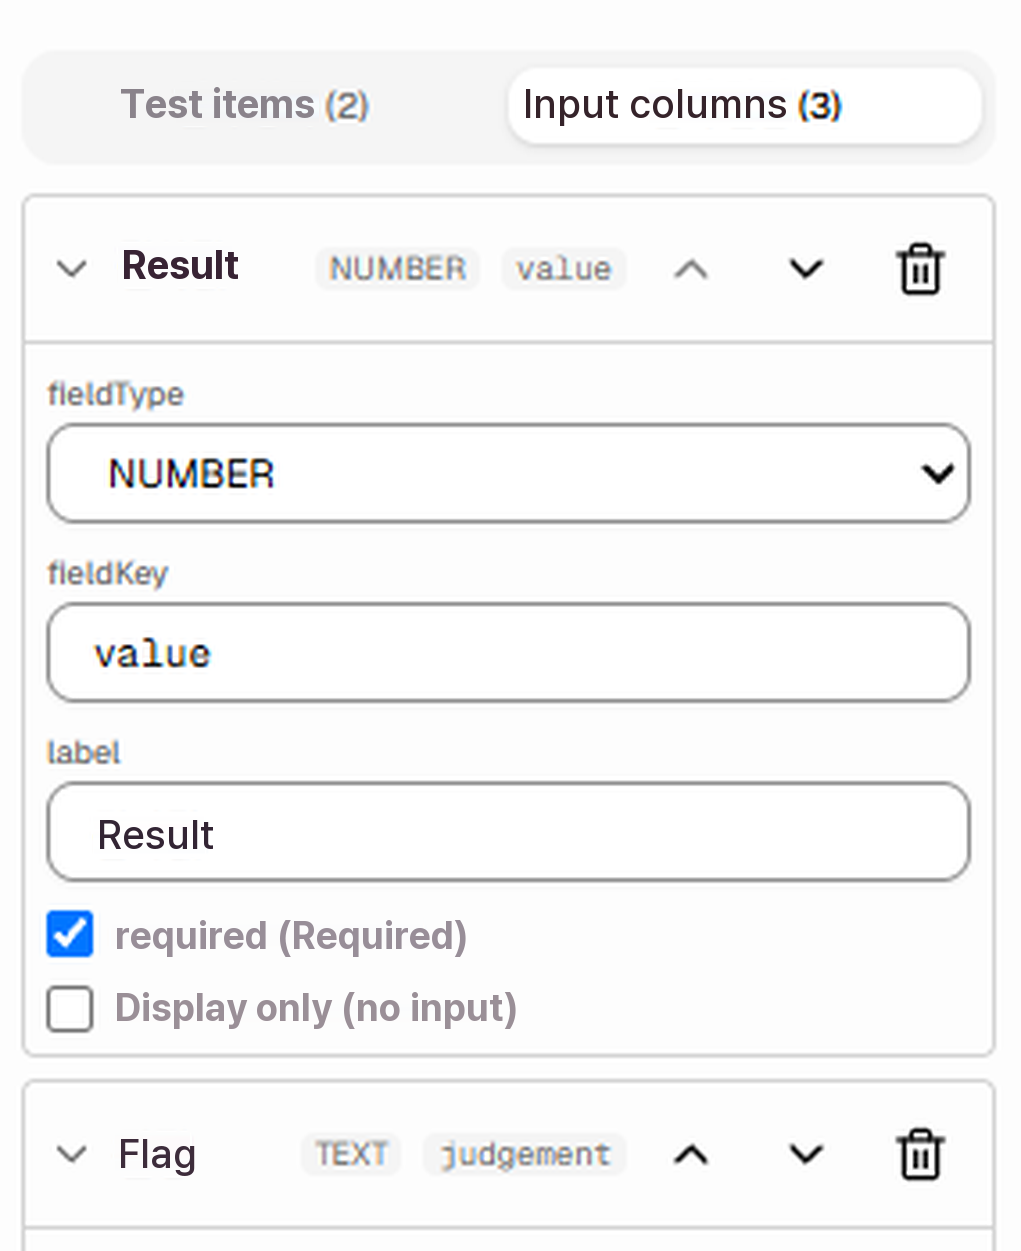 Test items (2) Input columns (3)
Result NUMBER value
fieldType
NUMBER
fieldKey
value
label
Result
required (Required)
Display only (no input)
Flag TEXT judgement